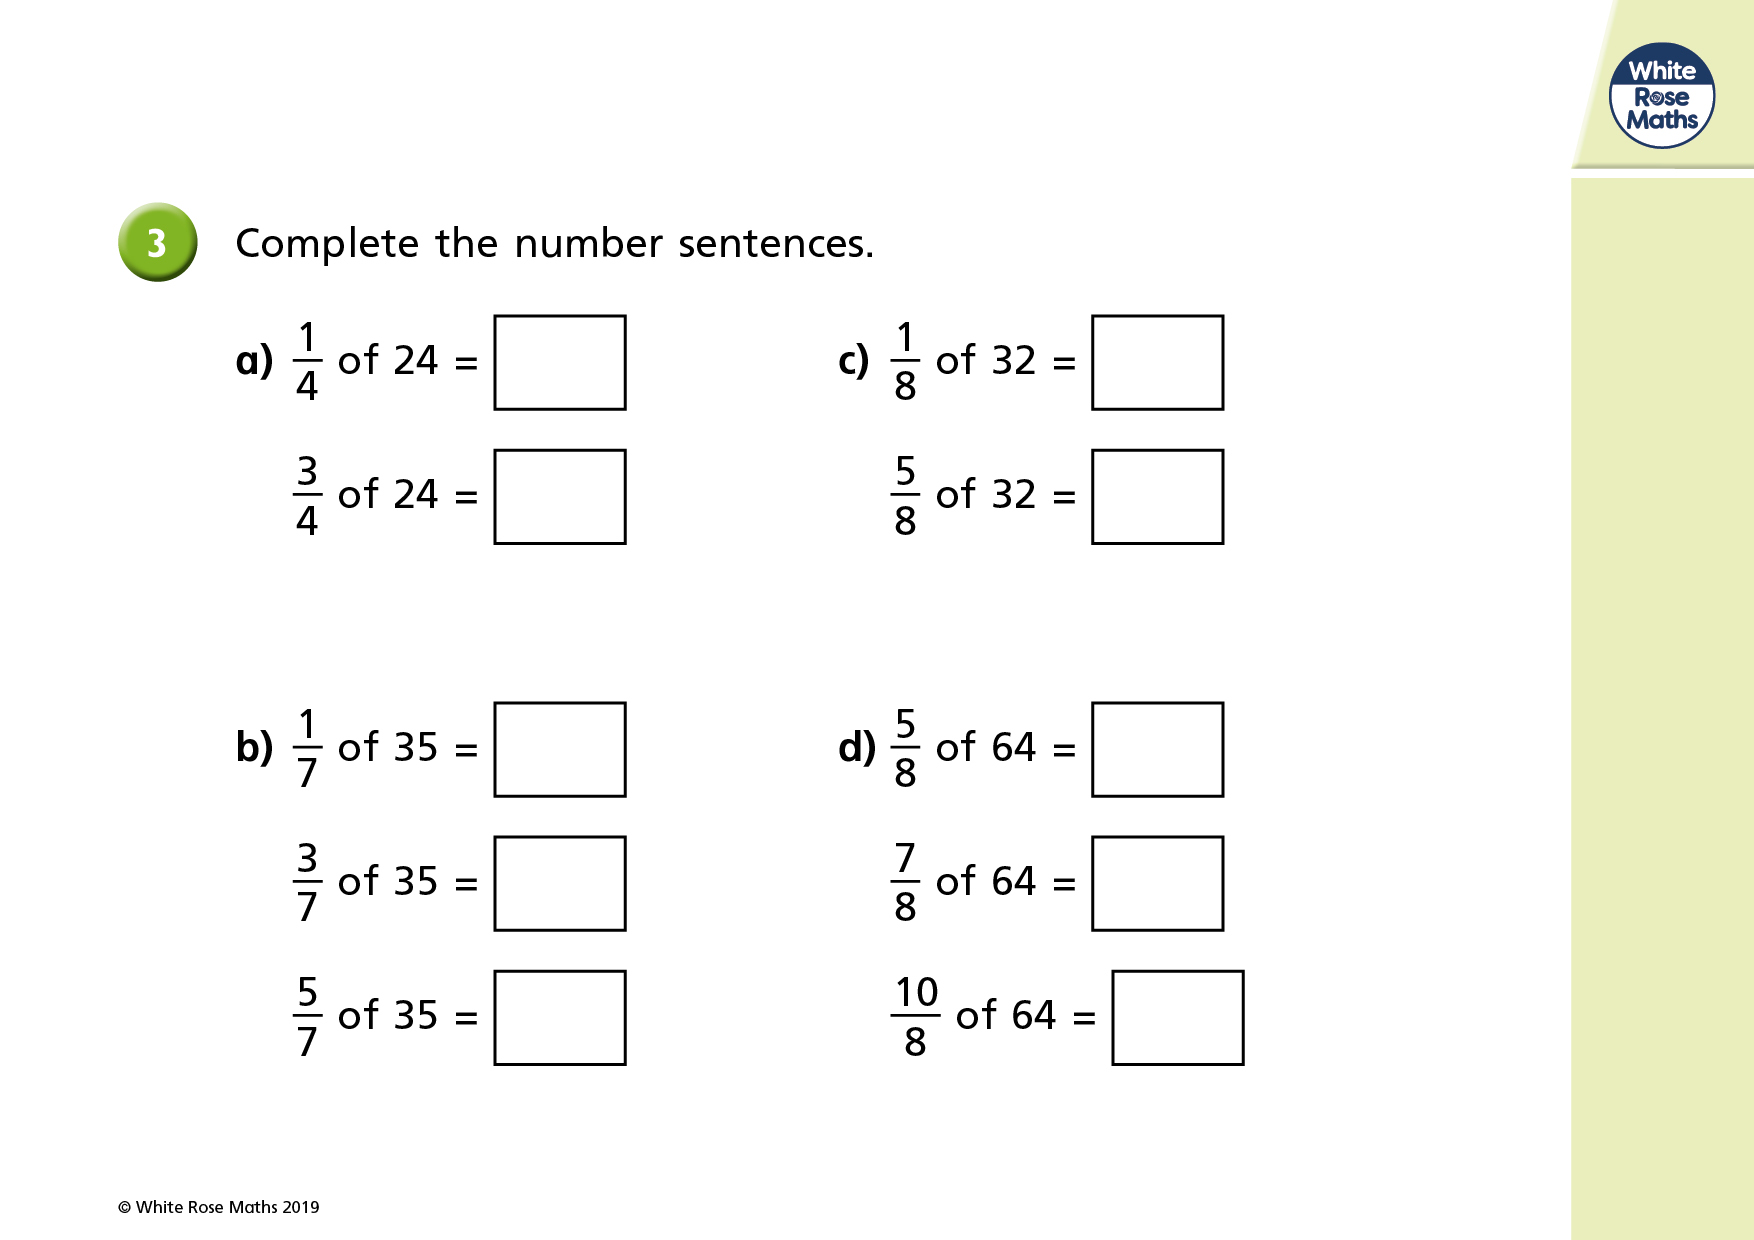 White
Rose
Maths
3 Complete the number sentences.
a) 1/4 of 24 =
3/4 of 24 =
b) 1/7 of 35 =
3/7 of 35 =
5/7 of 35 =
c) 1/8 of 32 =
5/8 of 32 =
d) 5/8 of 64 =
7/8 of 64 =
10/8 of 64 =
© White Rose Maths 2019